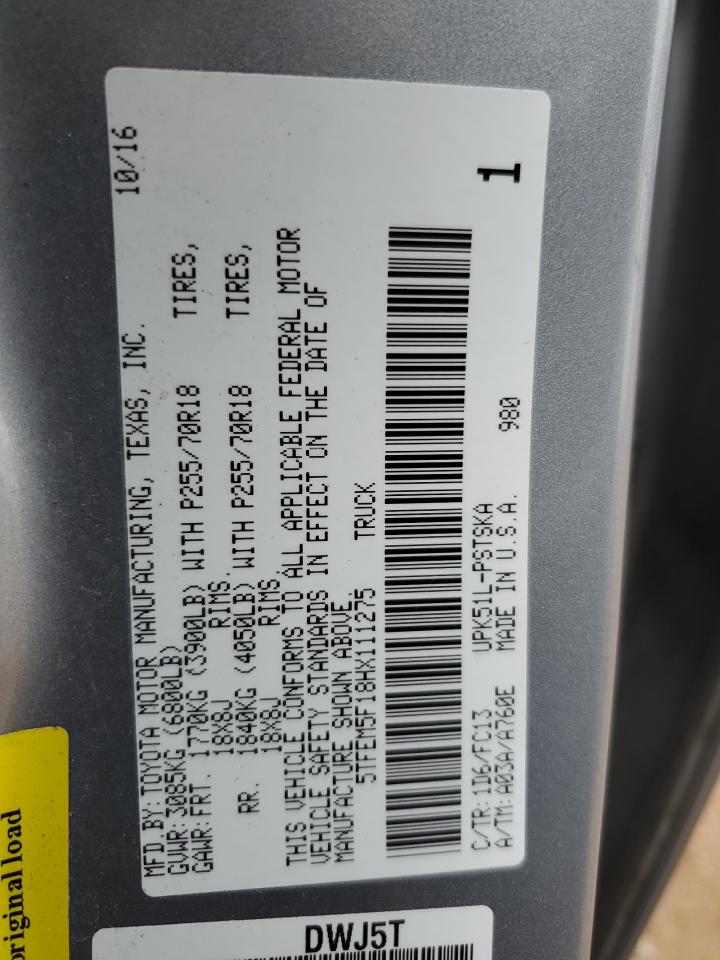 MFD BY: TOYOTA MOTOR MANUFACTURING, TEXAS, INC. 10/16
GVWR: 3085KG (6800LB)
GAWR: FRT. 1770KG (3900LB) WITH P255/70R18 TIRES,
18X8J RIMS.
RR. 1840KG (4050LB) WITH P255/70R18 TIRES,
18X8J RIMS.
THIS VEHICLE CONFORMS TO ALL APPLICABLE FEDERAL MOTOR
VEHICLE SAFETY STANDARDS IN EFFECT ON THE DATE OF
MANUFACTURE SHOWN ABOVE.
5TFEM5F18HX111275 TRUCK
C/TR: 1D6/FC13 UPK51L-PSTSKA
A/TM: A03A/A760E MADE IN U.S.A. 980
1
original load
DWJ5T